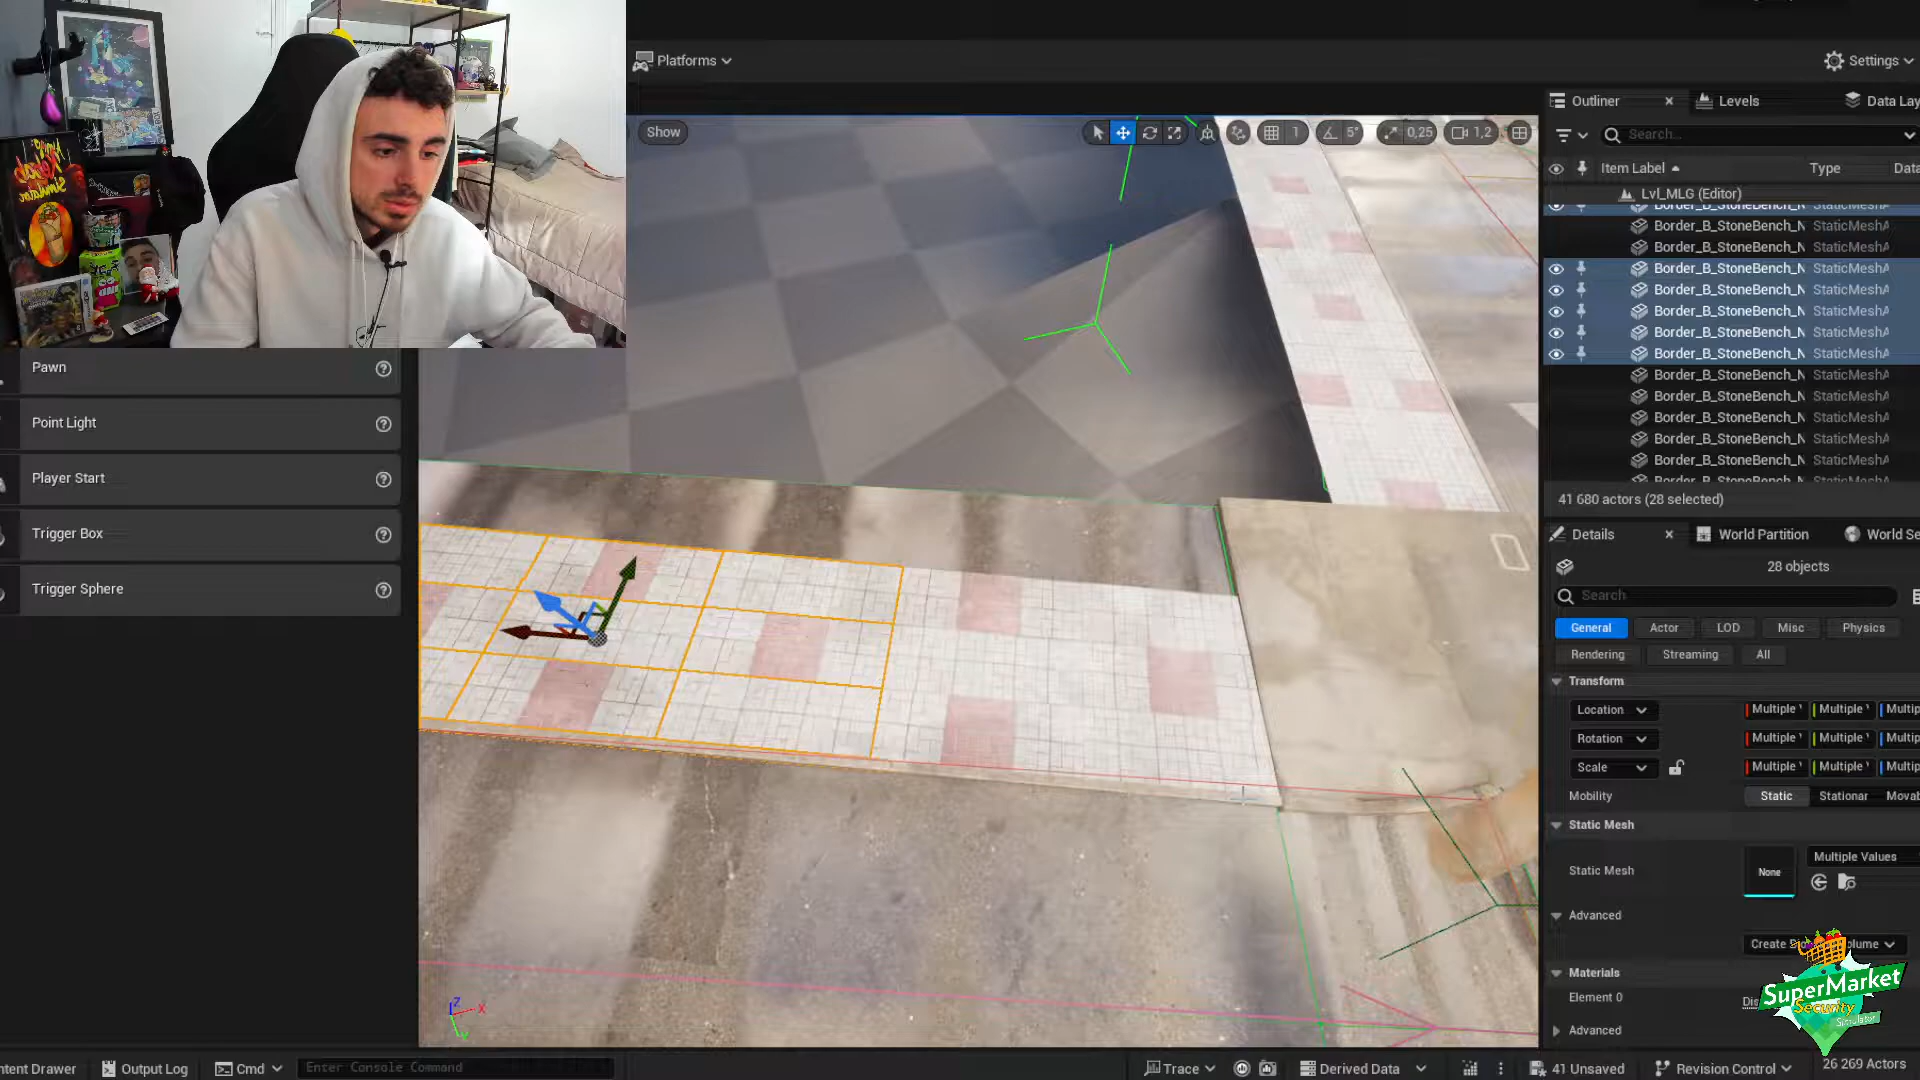 Platforms
Settings
Outliner
Levels
Data Lay
Show
1
5°
0,25
1,2
Search...
Item Label
Type
Data
Lvl_MLG (Editor)
Border_B_StoneBench_N StaticMeshA
Border_B_StoneBench_N StaticMeshA
Border_B_StoneBench_N StaticMeshA
Border_B_StoneBench_N StaticMeshA
Border_B_StoneBench_N StaticMeshA
Border_B_StoneBench_N StaticMeshA
Border_B_StoneBench_N StaticMeshA
Border_B_StoneBench_N StaticMeshA
Border_B_StoneBench_N StaticMeshA
Border_B_StoneBench_N StaticMeshA
Border_B_StoneBench_N StaticMeshA
Border_B_StoneBench_N StaticMeshA
Border_B_StoneBench_N StaticMeshA
41 680 actors (28 selected)
Pawn
Point Light
Player Start
Trigger Box
Trigger Sphere
Details
World Partition
World Se
28 objects
Search
General
Actor
LOD
Misc
Physics
Rendering
Streaming
All
Transform
Location Multiple Multiple Multip
Rotation Multiple Multiple Multip
Scale Multiple Multiple Multip
Mobility Static Stationar Movab
Static Mesh
Static Mesh None Multiple Values
Advanced
Materials
Element 0
Advanced
SuperMarket
Security
Simulator
Z
X
Y
ntent Drawer
Output Log
Cmd
Enter Console Command
Trace
Derived Data
41 Unsaved
Revision Control
26 269 Actors